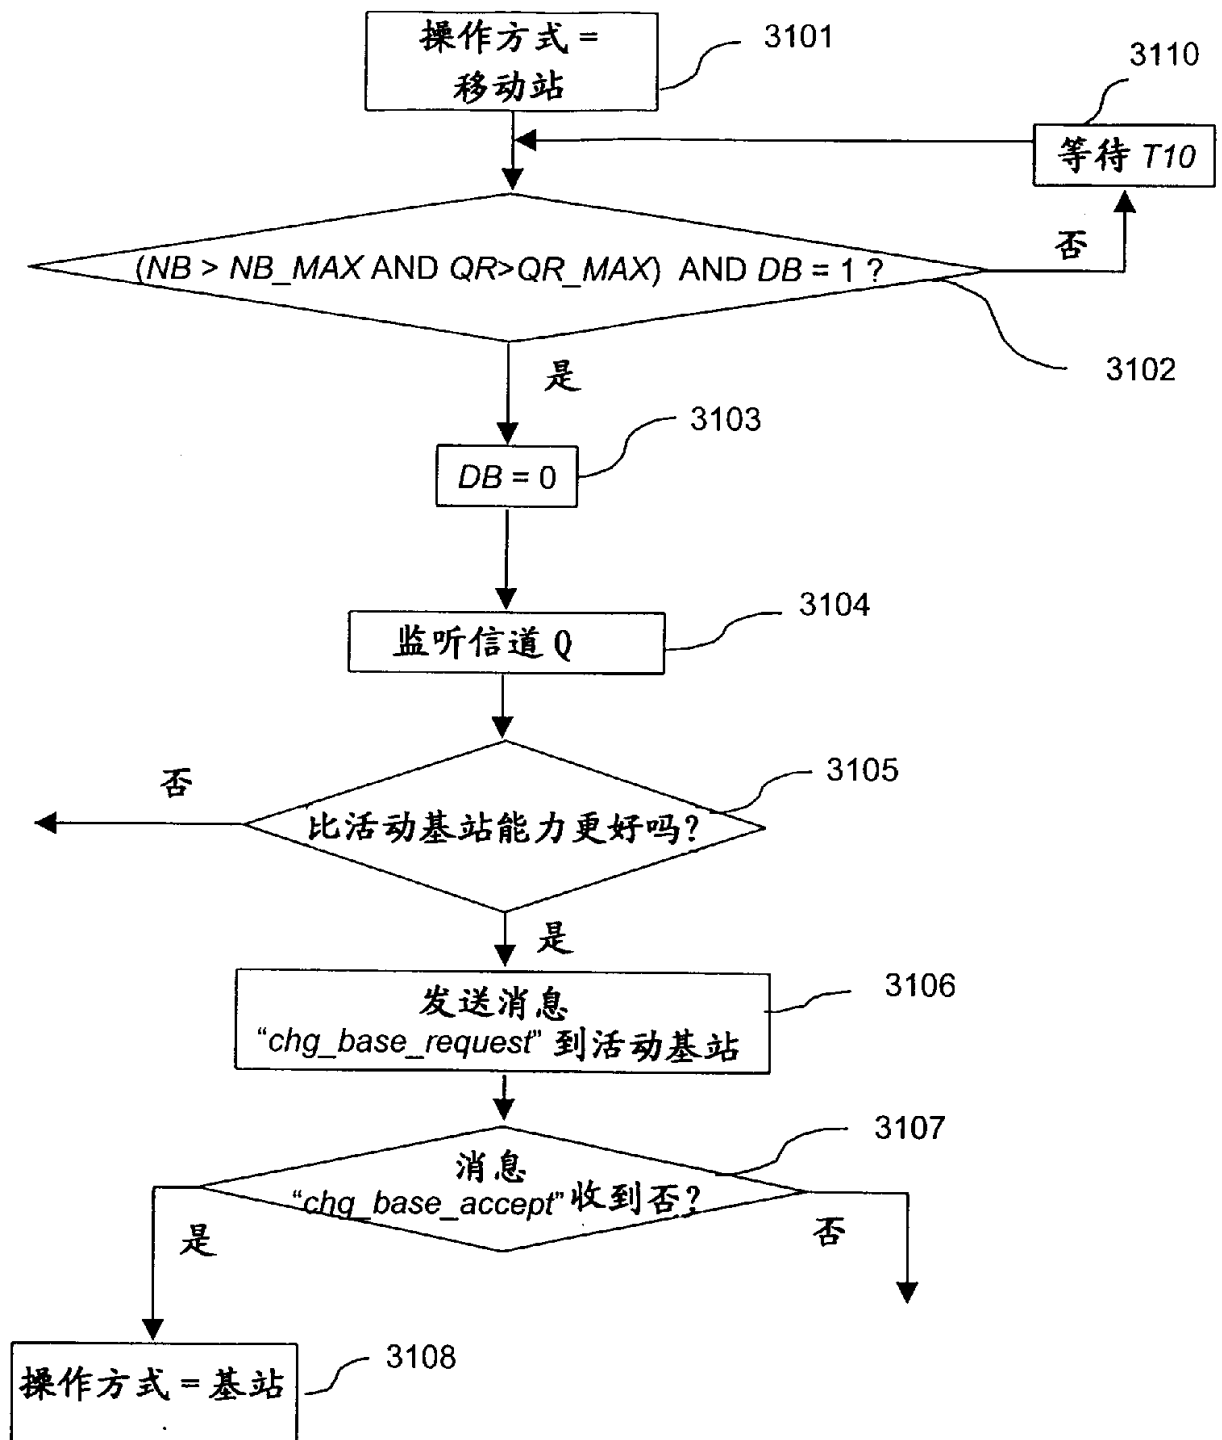 操作方式 =
移动站
3101
3110
等待 T10
(NB > NB_MAX AND QR>QR_MAX) AND DB = 1 ?
否
3102
是
3103
DB = 0
3104
监听信道 Q
3105
否
比活动基站能力更好吗?
是
3106
发送消息
“chg_base_request” 到活动基站
3107
消息
“chg_base_accept” 收到否?
是
否
3108
操作方式 = 基站